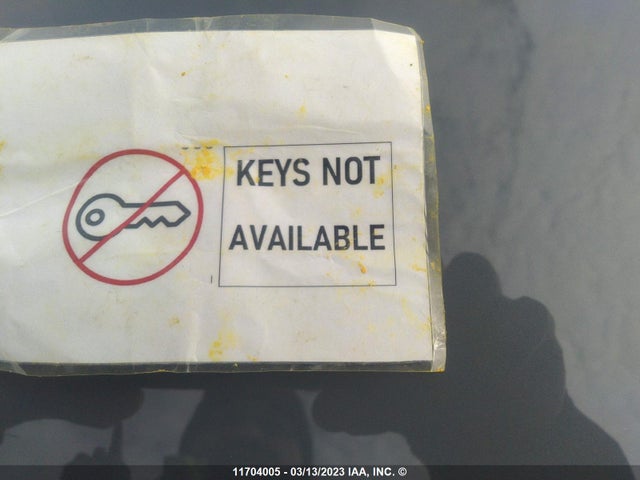 KEYS NOT
AVAILABLE
11704005 - 03/13/2023 IAA, INC. ©